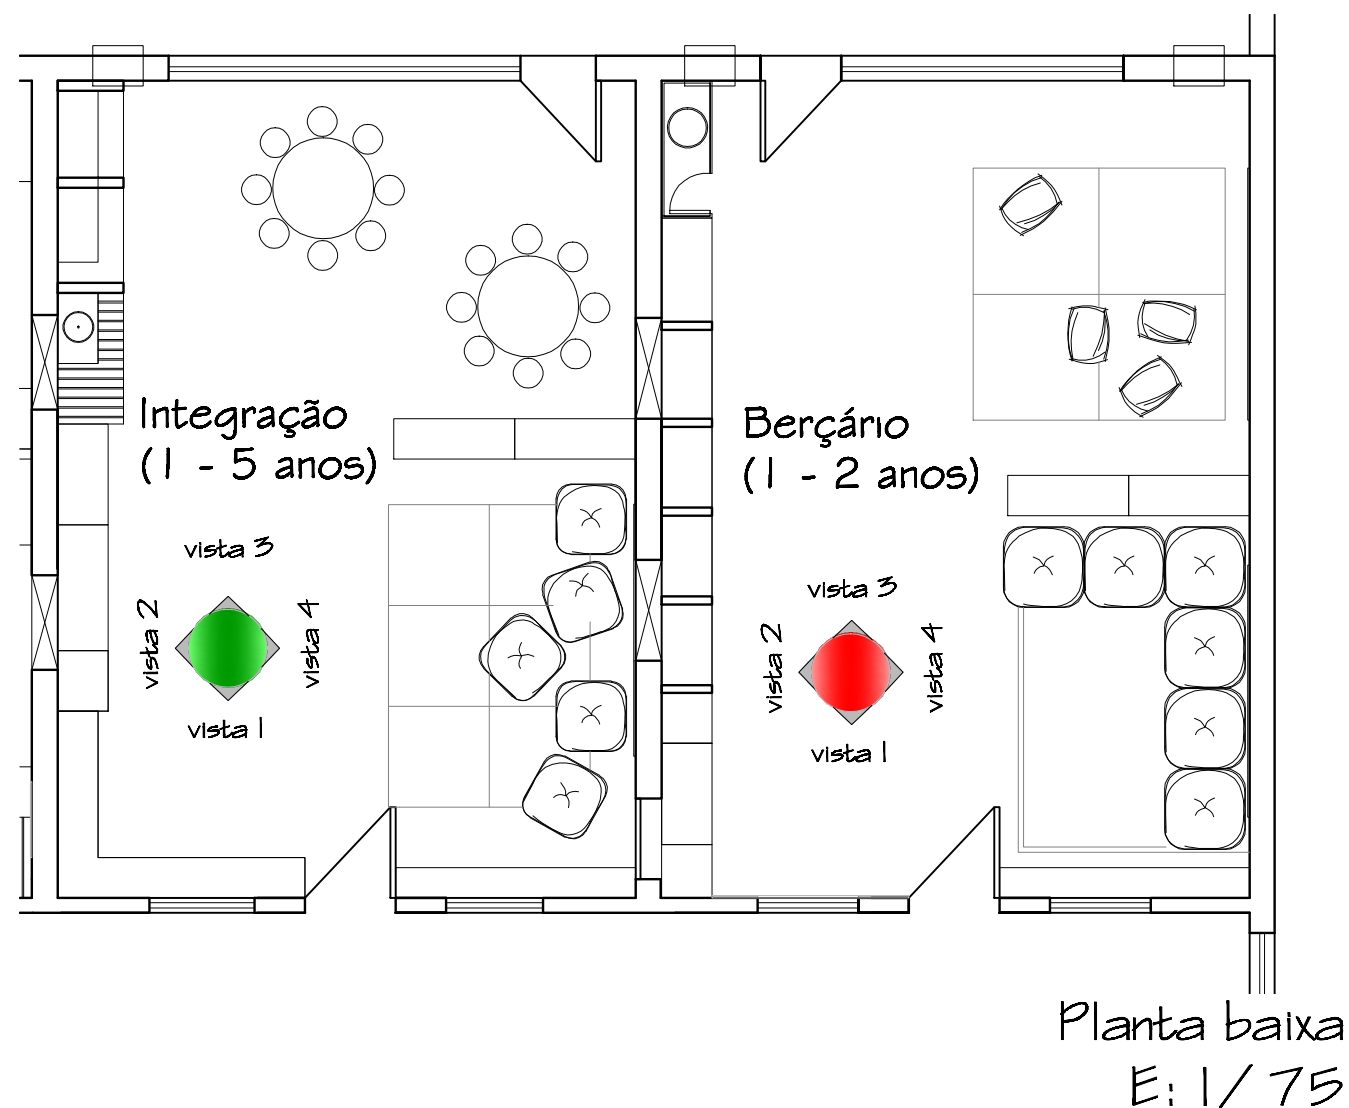 Integração
(1 - 5 anos)
vista 3
vista 2
vista 4
vista 1
Berçário
(1 - 2 anos)
vista 3
vista 2
vista 4
vista 1
Planta baixa
E: 1/ 75